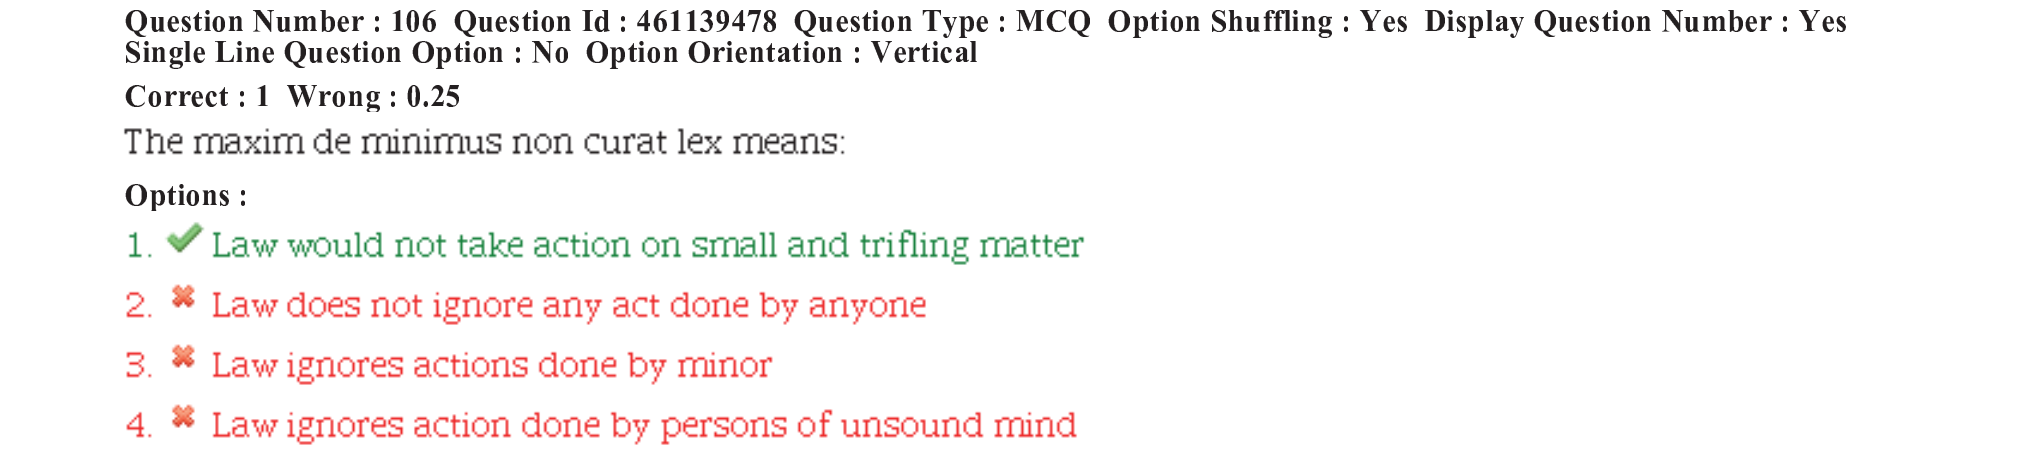 Question Number : 106 Question Id : 461139478 Question Type : MCQ Option Shuffling : Yes Display Question Number : Yes
Single Line Question Option : No Option Orientation : Vertical
Correct : 1 Wrong : 0.25
The maxim de minimus non curat lex means:
Options :
1. Law would not take action on small and trifling matter
2. Law does not ignore any act done by anyone
3. Law ignores actions done by minor
4. Law ignores action done by persons of unsound mind